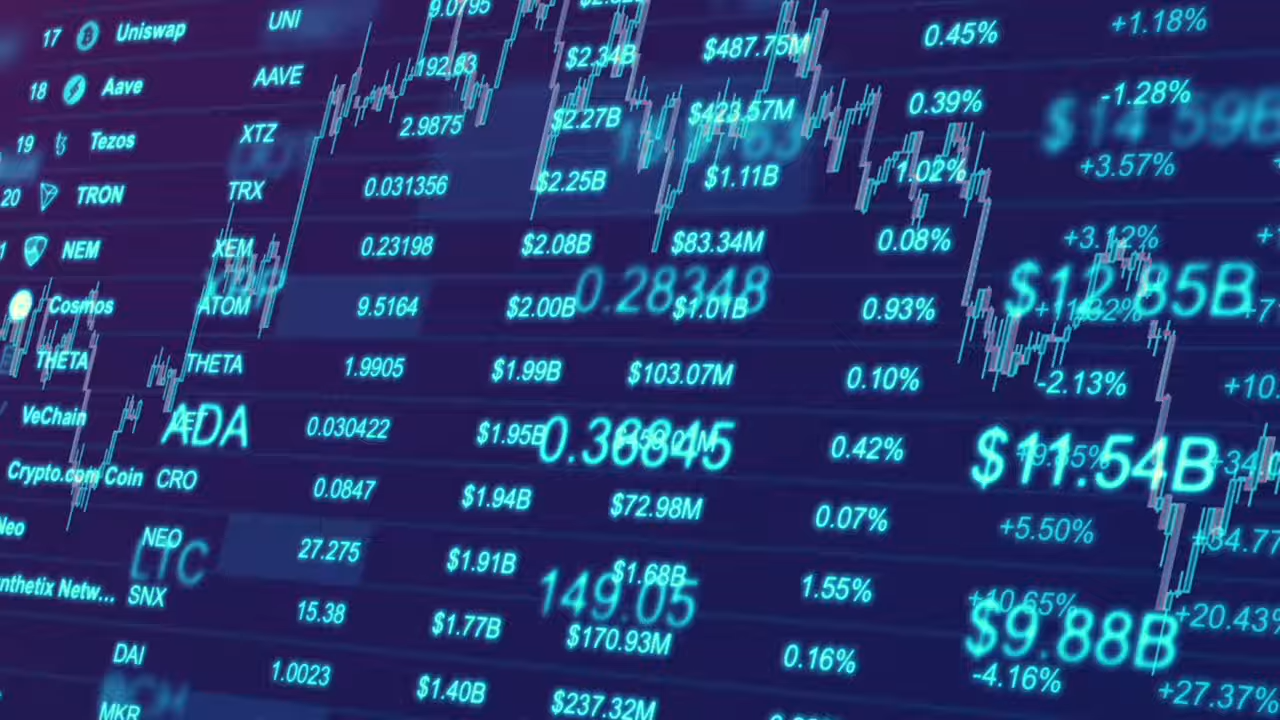 17 Uniswap UNI 9.0795 $487.75M 0.45% +1.18%
18 Aave AAVE 192.83 $2.34B $423.57M 0.39% -1.28%
19 Tezos XTZ 2.9875 $2.27B $1.11B 1.02% +3.57%
20 TRON TRX 0.031356 $2.25B $83.34M 0.08% +3.12%
NEM XEM 0.23198 $2.08B $1.01B 0.93%
0.28348 $12.85B
Cosmos ATOM 9.5164 $2.00B $103.07M 0.10% -2.13%
THETA THETA 1.9905 $1.99B 0.42%
ADA 0.38845 $11.54B
VeChain 0.030422 $1.95B $72.98M 0.07% +5.50%
Crypto.com Coin CRO 0.0847 $1.94B $1.68B 1.55% +10.65%
Neo NEO 27.275 $1.91B $170.93M 0.16% -4.16%
LTC 149.05 $9.88B
SNX 15.38 $1.77B $237.32M
DAI 1.0023 $1.40B
MKR
+20.43%
+27.37%